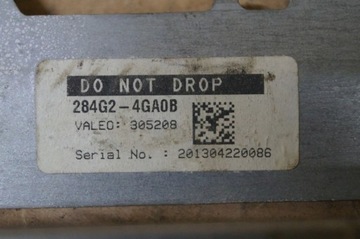 DO NOT DROP
284G2-4GA0B
VALEO: 305208
Serial No. : 201304220086